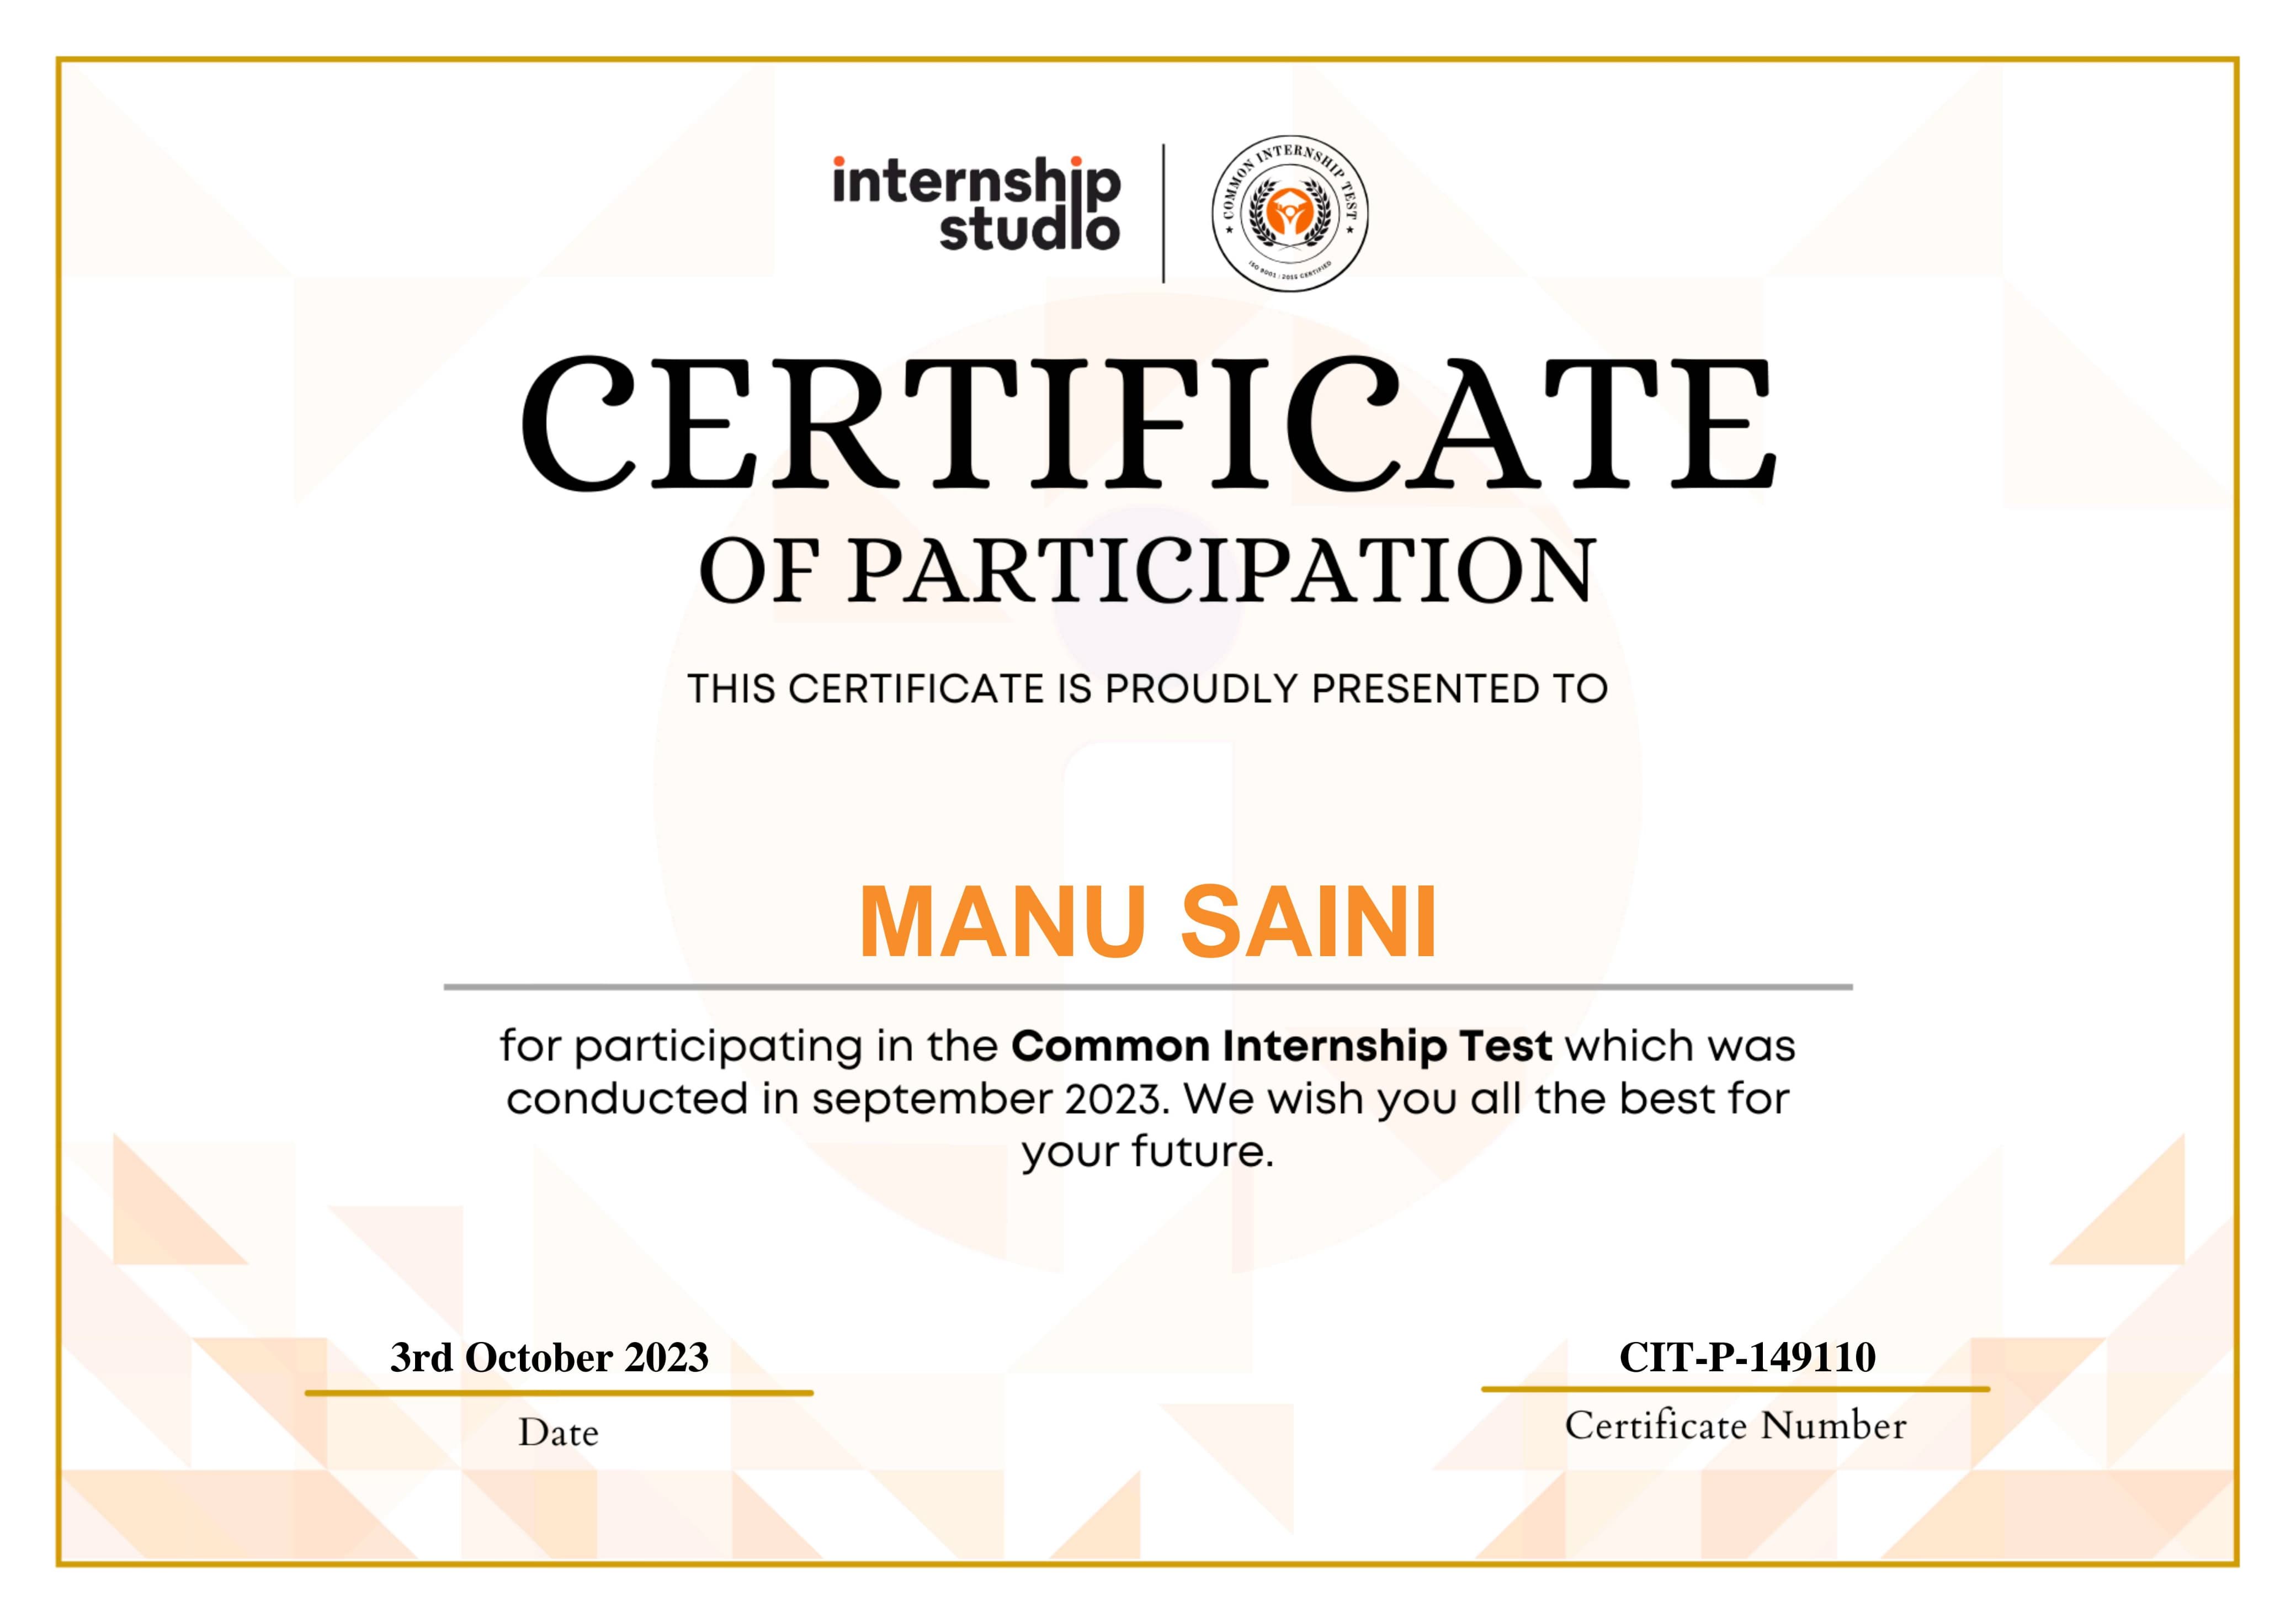 internship
studio
COMMON INTERNSHIP TEST
ISO 9001 : 2015 CERTIFIED
CERTIFICATE
OF PARTICIPATION
THIS CERTIFICATE IS PROUDLY PRESENTED TO
MANU SAINI
for participating in the Common Internship Test which was
conducted in september 2023. We wish you all the best for
your future.
3rd October 2023
Date
CIT-P-149110
Certificate Number